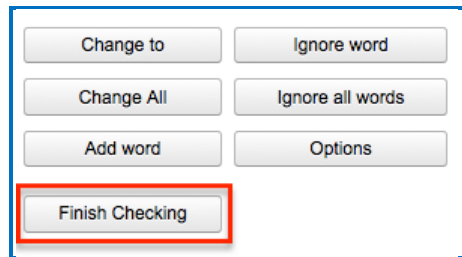 Change to Ignore word
Change All Ignore all words
Add word Options
Finish Checking